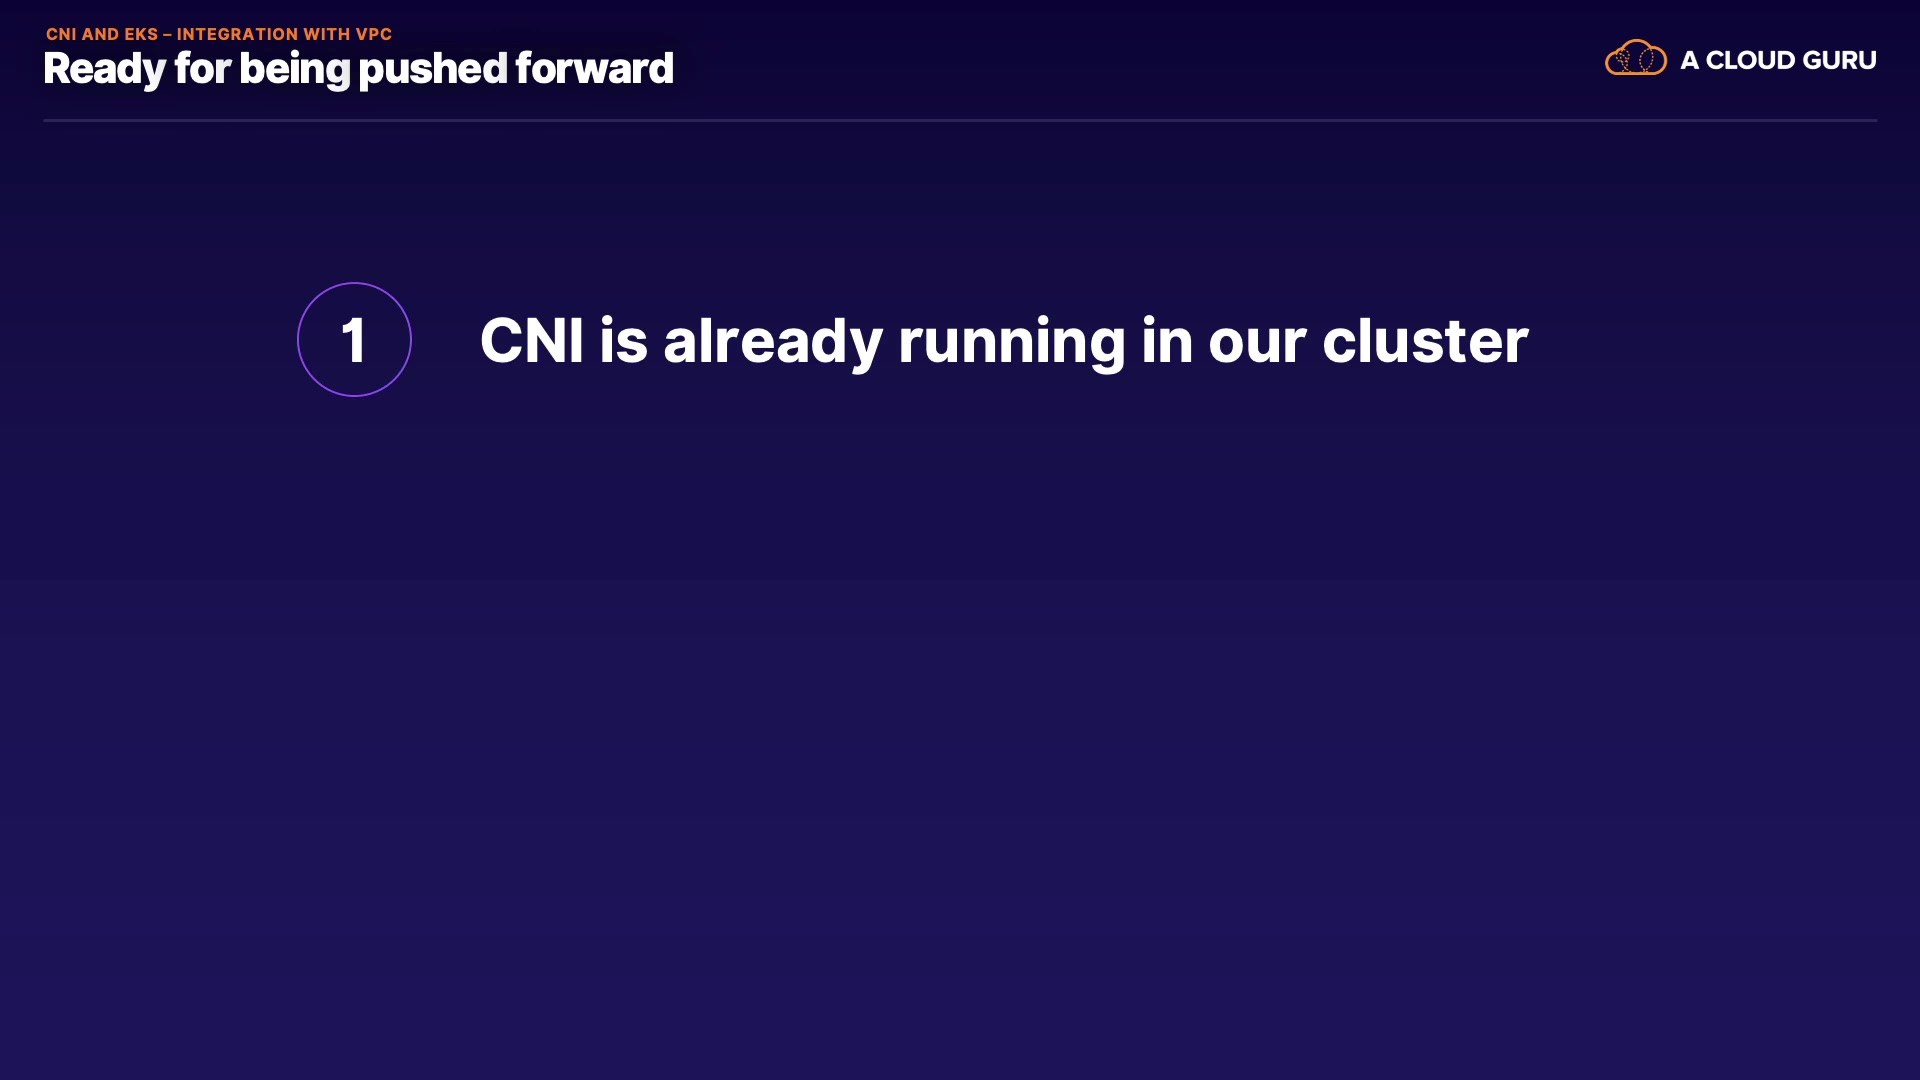 CNI AND EKS – INTEGRATION WITH VPC
Ready for being pushed forward
A CLOUD GURU
1 CNI is already running in our cluster